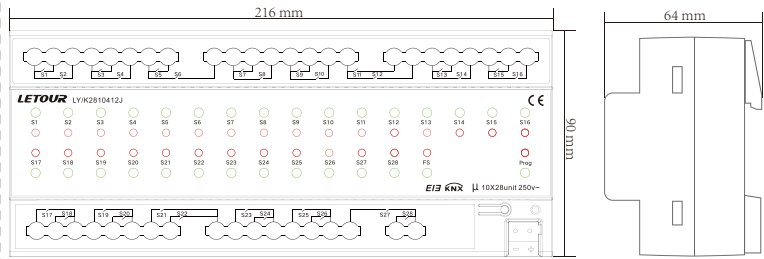 216 mm
64 mm
S1 S2 S3 S4 S5 S6 S7 S8 S9 S10 S11 S12 S13 S14 S15 S16
LETOUR LY/K2810412J CE
S1 S2 S3 S4 S5 S6 S7 S8 S9 S10 S11 S12 S13 S14 S15 S16
90 mm
S17 S18 S19 S20 S21 S22 S23 S24 S25 S26 S27 S28 FS Prog
EIB KNX µ 10X28unit 250v~
S17 S18 S19 S20 S21 S22 S23 S24 S25 S26 S27 S28